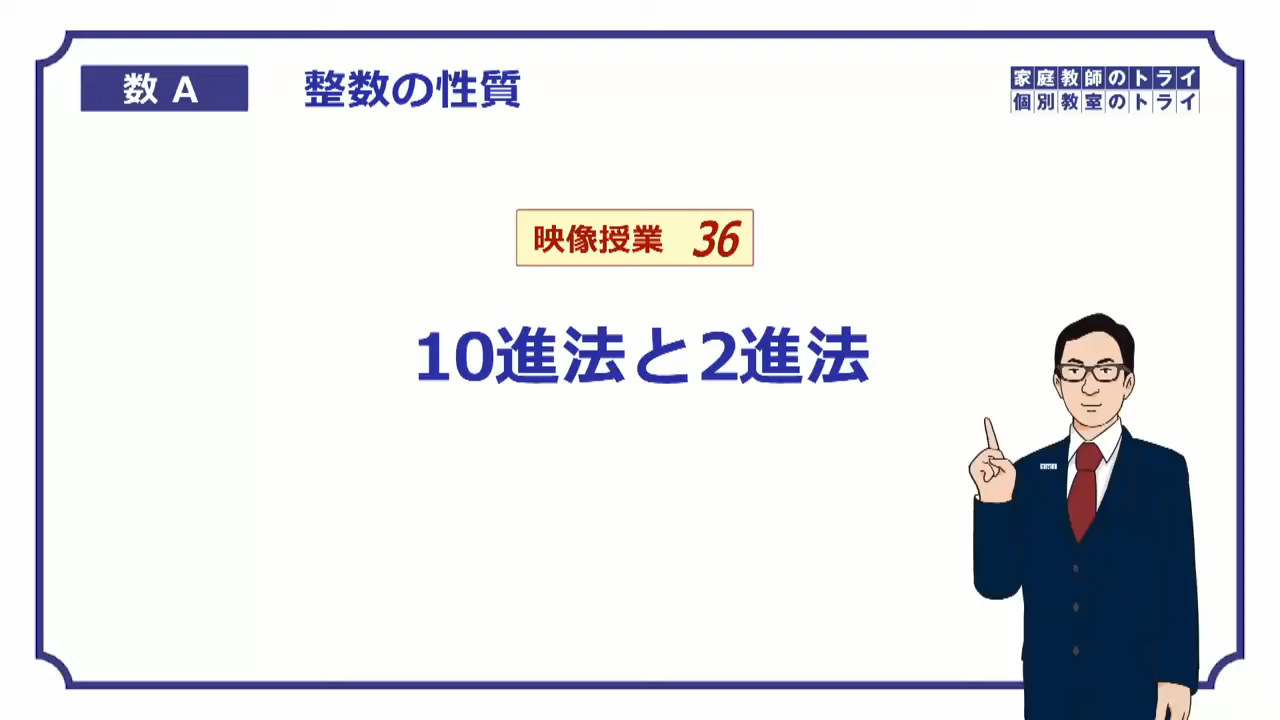 数 A
整数の性質
家庭教師のトライ
個別教室のトライ
映像授業 36
10進法と2進法